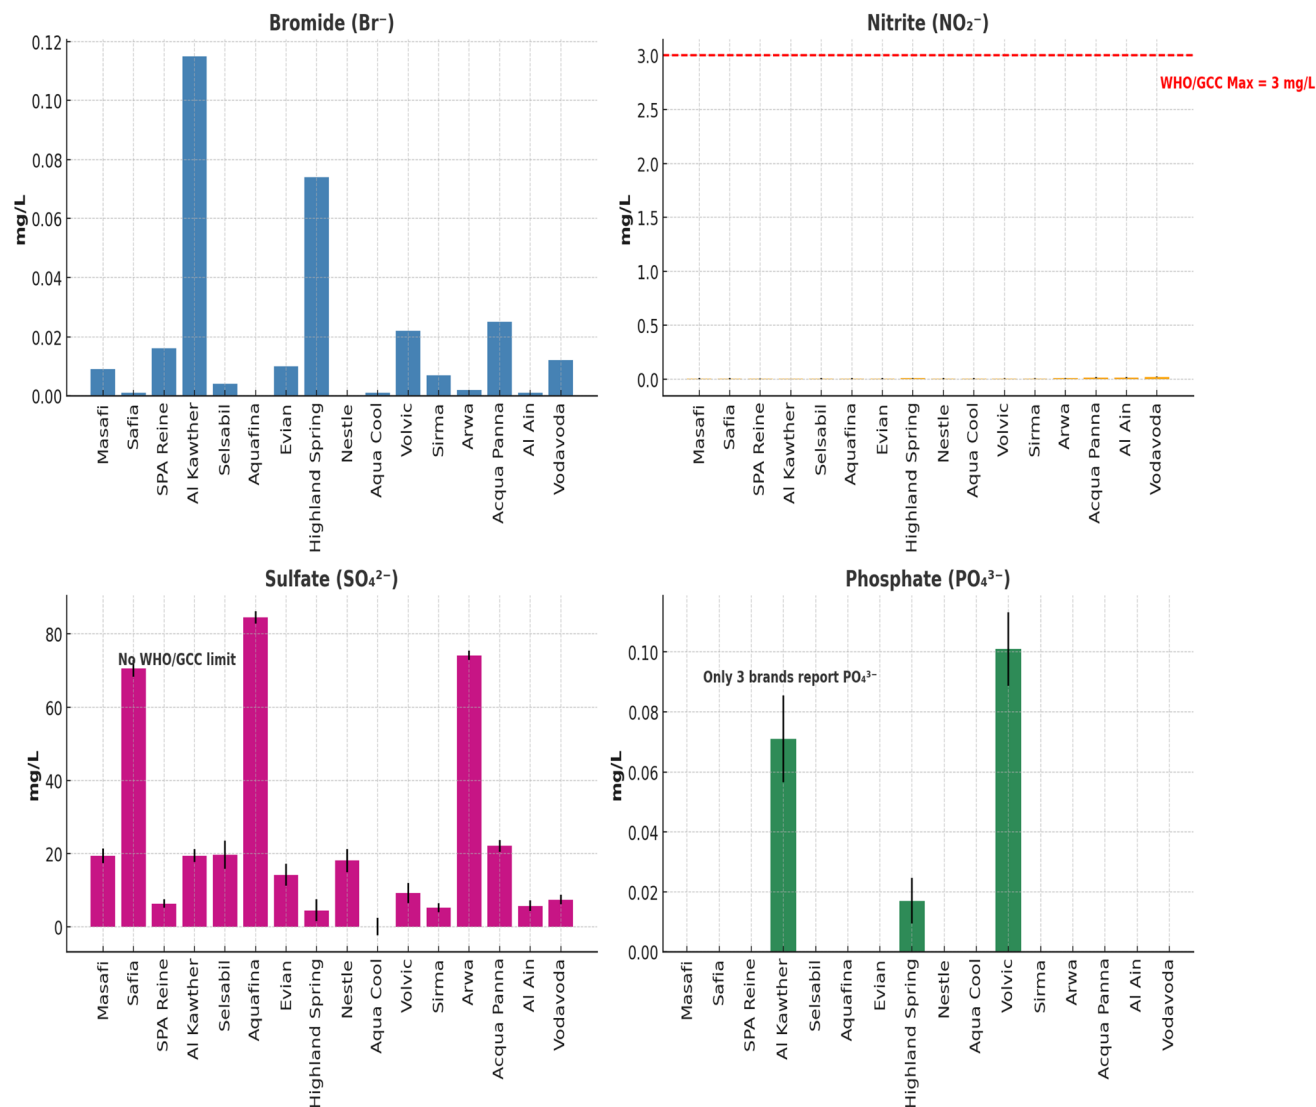 Bromide (Br⁻)
0.12
0.10
0.08
0.06
0.04
0.02
0.00
mg/L
Masafi
Safia
SPA Reine
Al Kawther
Selsabil
Aquafina
Evian
Highland Spring
Nestle
Aqua Cool
Volvic
Sirma
Arwa
Acqua Panna
Al Ain
Vodavoda
Nitrite (NO₂⁻)
3.0
2.5
2.0
1.5
1.0
0.5
0.0
mg/L
WHO/GCC Max = 3 mg/L
Masafi
Safia
SPA Reine
Al Kawther
Selsabil
Aquafina
Evian
Highland Spring
Nestle
Aqua Cool
Volvic
Sirma
Arwa
Acqua Panna
Al Ain
Vodavoda
Sulfate (SO₄²⁻)
80
60
40
20
0
mg/L
No WHO/GCC limit
Masafi
Safia
SPA Reine
Al Kawther
Selsabil
Aquafina
Evian
Highland Spring
Nestle
Aqua Cool
Volvic
Sirma
Arwa
Acqua Panna
Al Ain
Vodavoda
Phosphate (PO₄³⁻)
0.10
0.08
0.06
0.04
0.02
0.00
mg/L
Only 3 brands report PO₄³⁻
Masafi
Safia
SPA Reine
Al Kawther
Selsabil
Aquafina
Evian
Highland Spring
Nestle
Aqua Cool
Volvic
Sirma
Arwa
Acqua Panna
Al Ain
Vodavoda